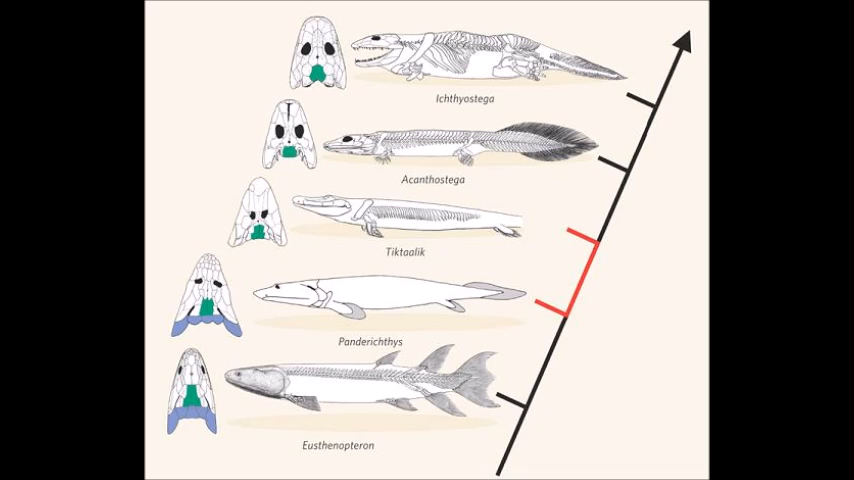 Ichthyostega
Acanthostega
Tiktaalik
Panderichthys
Eusthenopteron